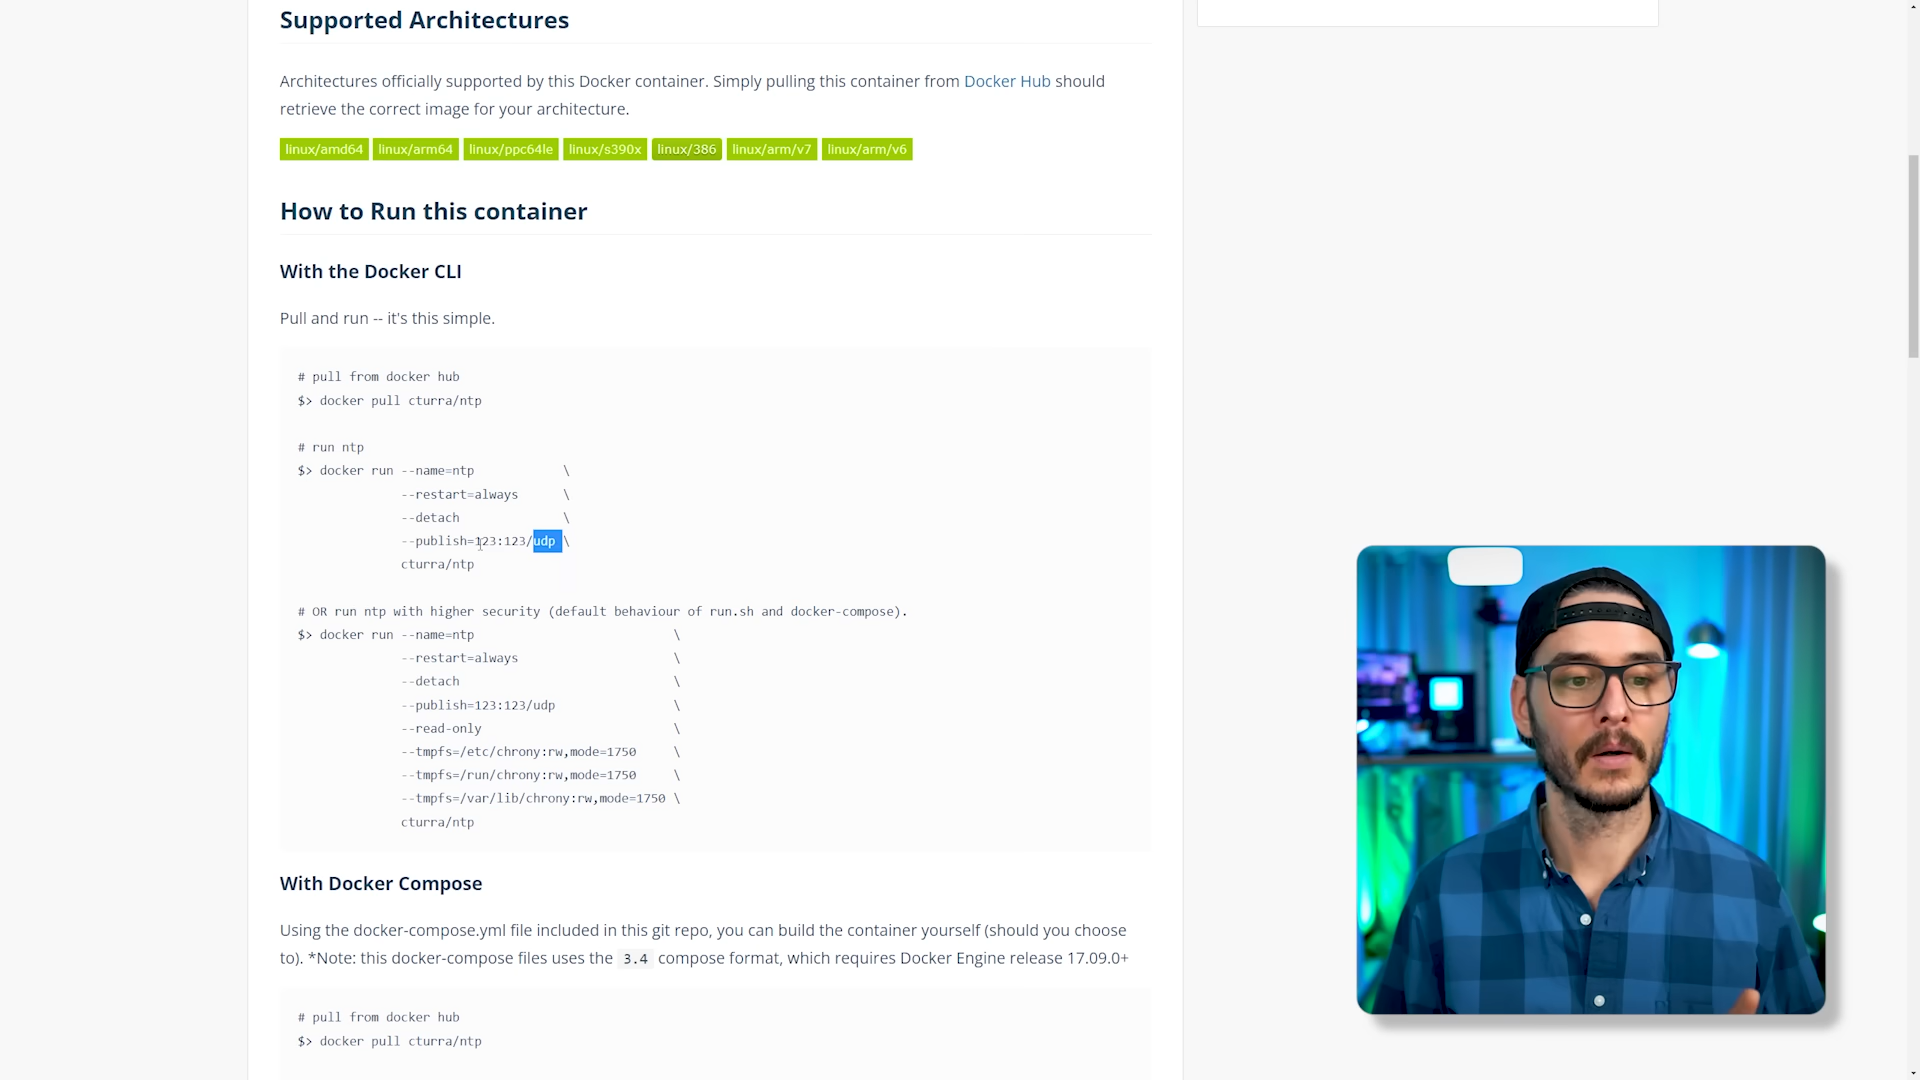 Supported Architectures
Architectures officially supported by this Docker container. Simply pulling this container from Docker Hub should
retrieve the correct image for your architecture.
linux/amd64 linux/arm64 linux/ppc64le linux/s390x linux/386 linux/arm/v7 linux/arm/v6
How to Run this container
With the Docker CLI
Pull and run -- it's this simple.
# pull from docker hub
$> docker pull cturra/ntp
# run ntp
$> docker run --name=ntp \
--restart=always \
--detach \
--publish=123:123/udp \
cturra/ntp
# OR run ntp with higher security (default behaviour of run.sh and docker-compose).
$> docker run --name=ntp \
--restart=always \
--detach \
--publish=123:123/udp \
--read-only \
--tmpfs=/etc/chrony:rw,mode=1750 \
--tmpfs=/run/chrony:rw,mode=1750 \
--tmpfs=/var/lib/chrony:rw,mode=1750 \
cturra/ntp
With Docker Compose
Using the docker-compose.yml file included in this git repo, you can build the container yourself (should you choose
to). *Note: this docker-compose files uses the 3.4 compose format, which requires Docker Engine release 17.09.0+
# pull from docker hub
$> docker pull cturra/ntp